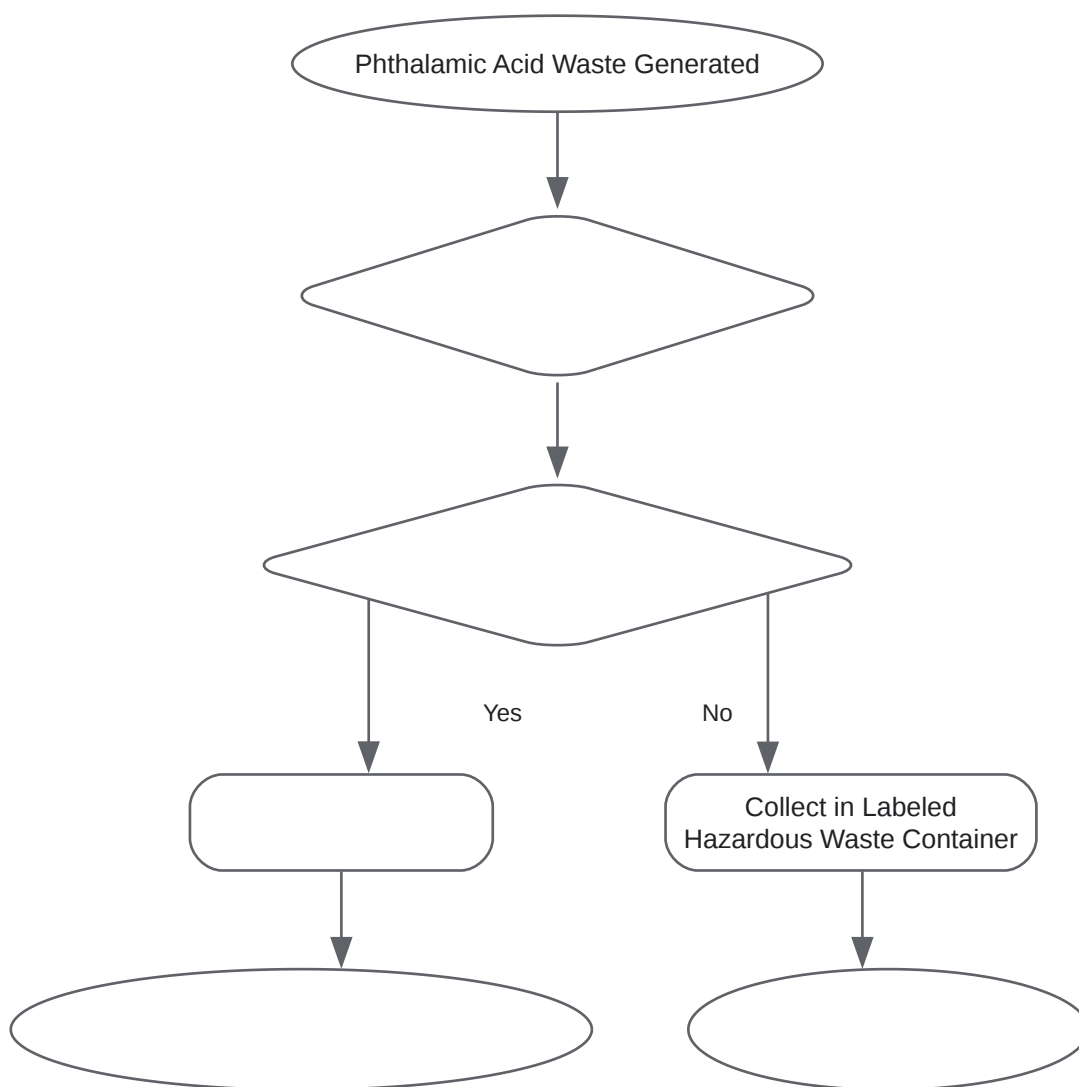 Phthalamic Acid Waste Generated
Yes
No
Collect in Labeled
Hazardous Waste Container